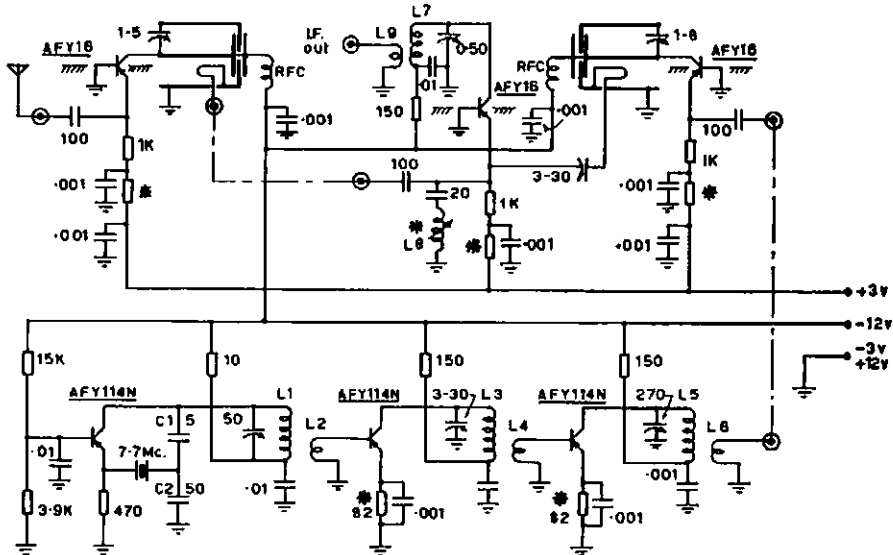 L7
1-5
I.F.
out
L9
1-8
AFY16
0-50
AFY16
RFC
.01
AFY16
RFC
150
.001
.001
100
100
1K
100
3-30
1K
.001
*
20
1K
.001
*
*
L8
*
.001
.001
.001
+3V
-12V
-3V
+12V
15K
10
150
150
AFY114N
L1
AFY114N
3-30
L3
AFY114N
270
L5
C1
5
50
L2
L4
L6
7.7Mc.
.01
C2
50
.01
*
82
.001
*
82
.001
.001
3.9K
470